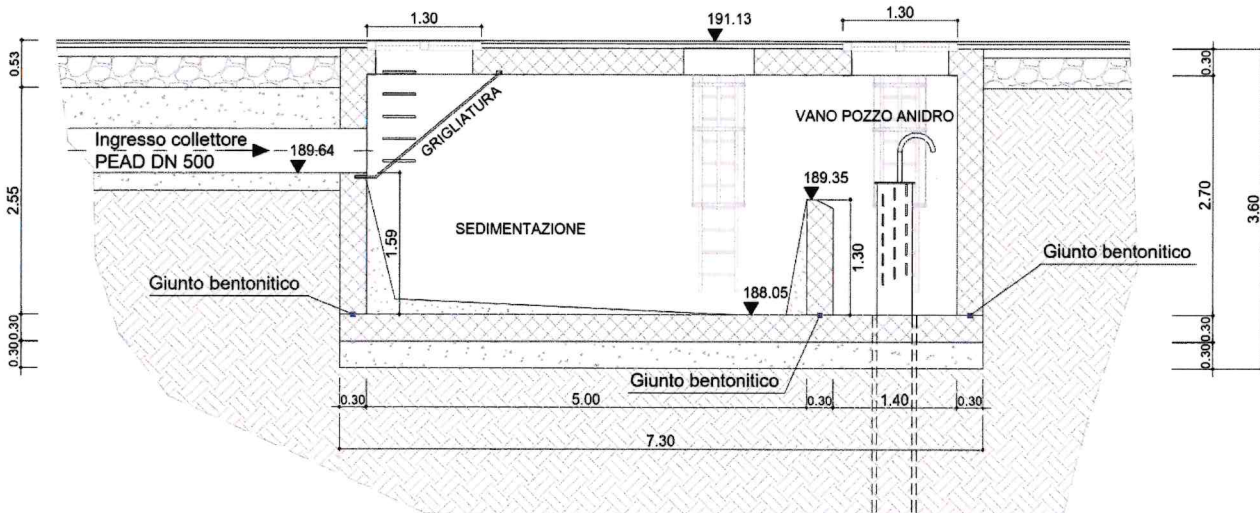 1.30
191.13
1.30
0.53
0.30
Ingresso collettore
PEAD DN 500
189.64
GRIGLIATURA
VANO POZZO ANIDRO
189.35
2.55
1.59
SEDIMENTAZIONE
1.30
2.70
3.60
Giunto bentonitico
188.05
Giunto bentonitico
0.30
0.30
0.30
0.30
Giunto bentonitico
0.30
5.00
0.30
1.40
0.30
7.30